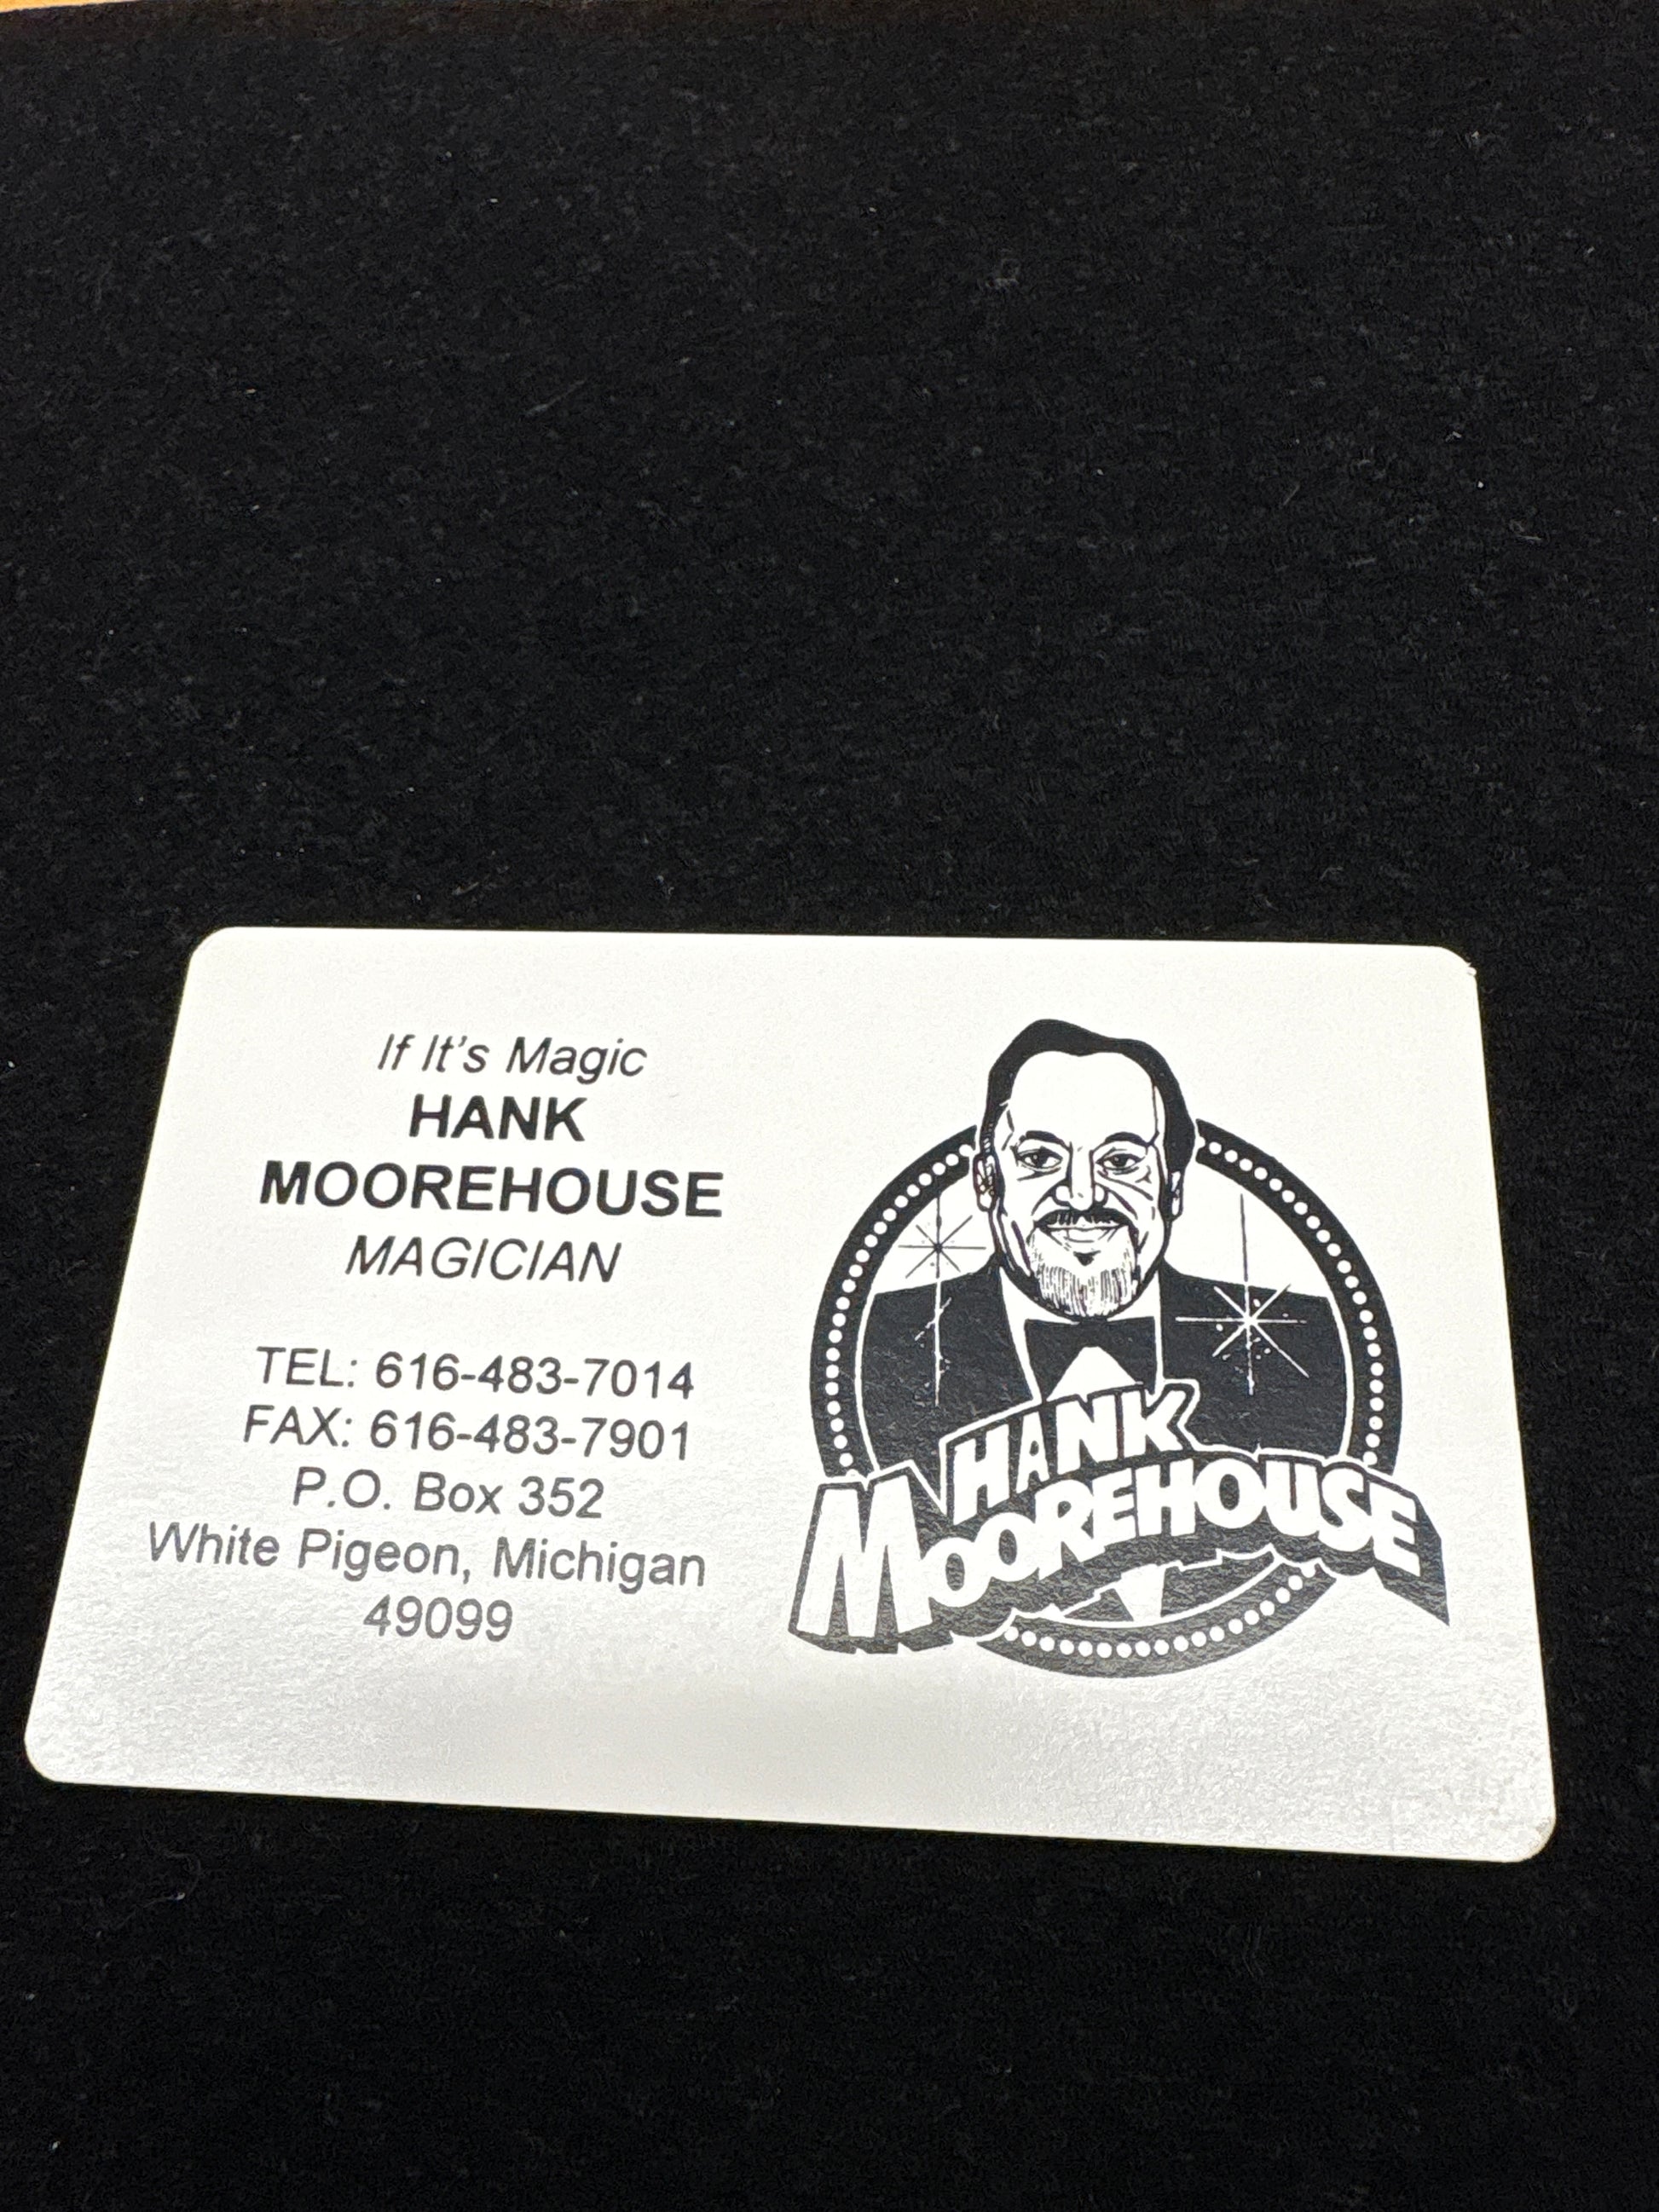 If It's Magic
HANK
MOOREHOUSE
MAGICIAN
TEL: 616-483-7014
FAX: 616-483-7901
P.O. Box 352
White Pigeon, Michigan
49099
HANK
MOOREHOUSE